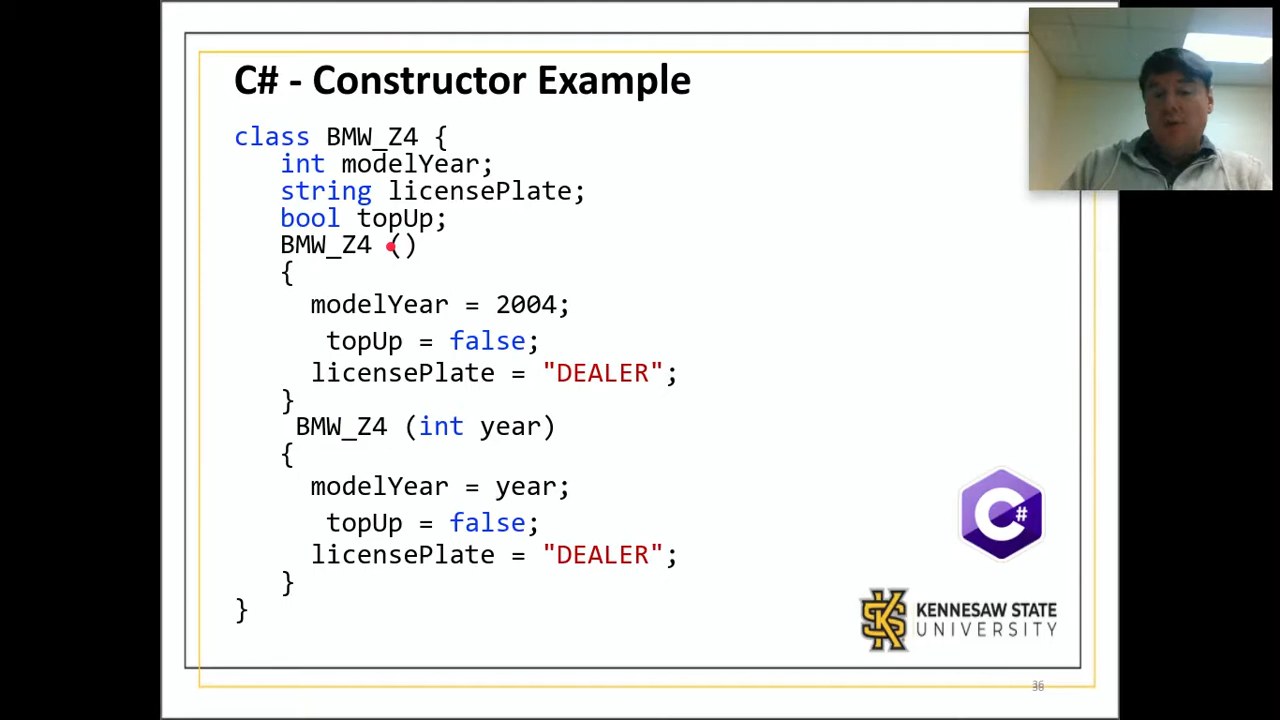 C# - Constructor Example
class BMW_Z4 {
int modelYear;
string licensePlate;
bool topUp;
BMW_Z4 ()
{
modelYear = 2004;
topUp = false;
licensePlate = "DEALER";
}
BMW_Z4 (int year)
{
modelYear = year;
topUp = false;
licensePlate = "DEALER";
}
}
C#
KS
KENNESAW STATE
UNIVERSITY